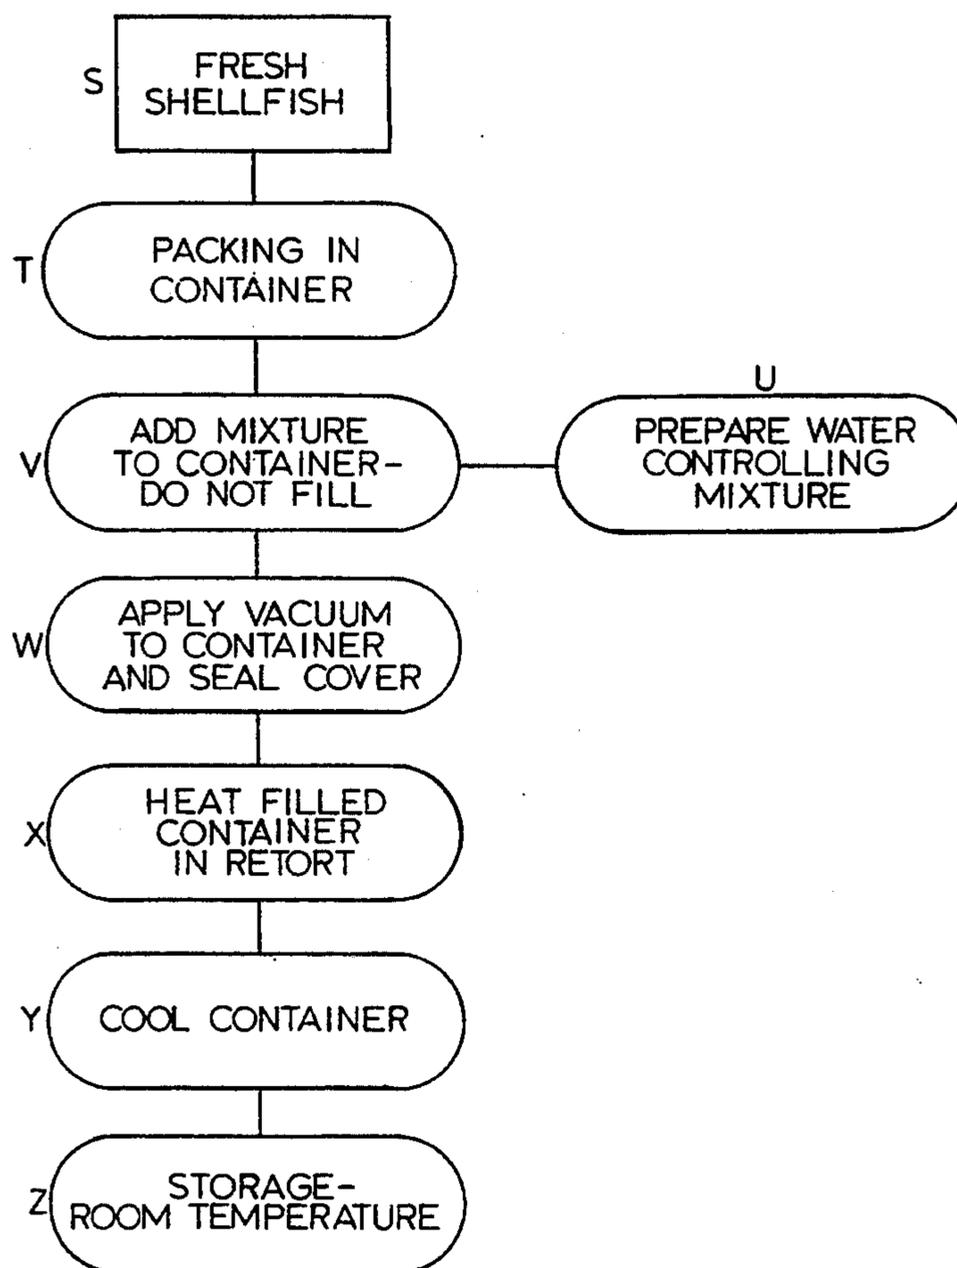 S
FRESH
SHELLFISH
T
PACKING IN
CONTAINER
U
V
ADD MIXTURE
TO CONTAINER-
DO NOT FILL
PREPARE WATER
CONTROLLING
MIXTURE
W
APPLY VACUUM
TO CONTAINER
AND SEAL COVER
X
HEAT FILLED
CONTAINER
IN RETORT
Y
COOL CONTAINER
Z
STORAGE-
ROOM TEMPERATURE